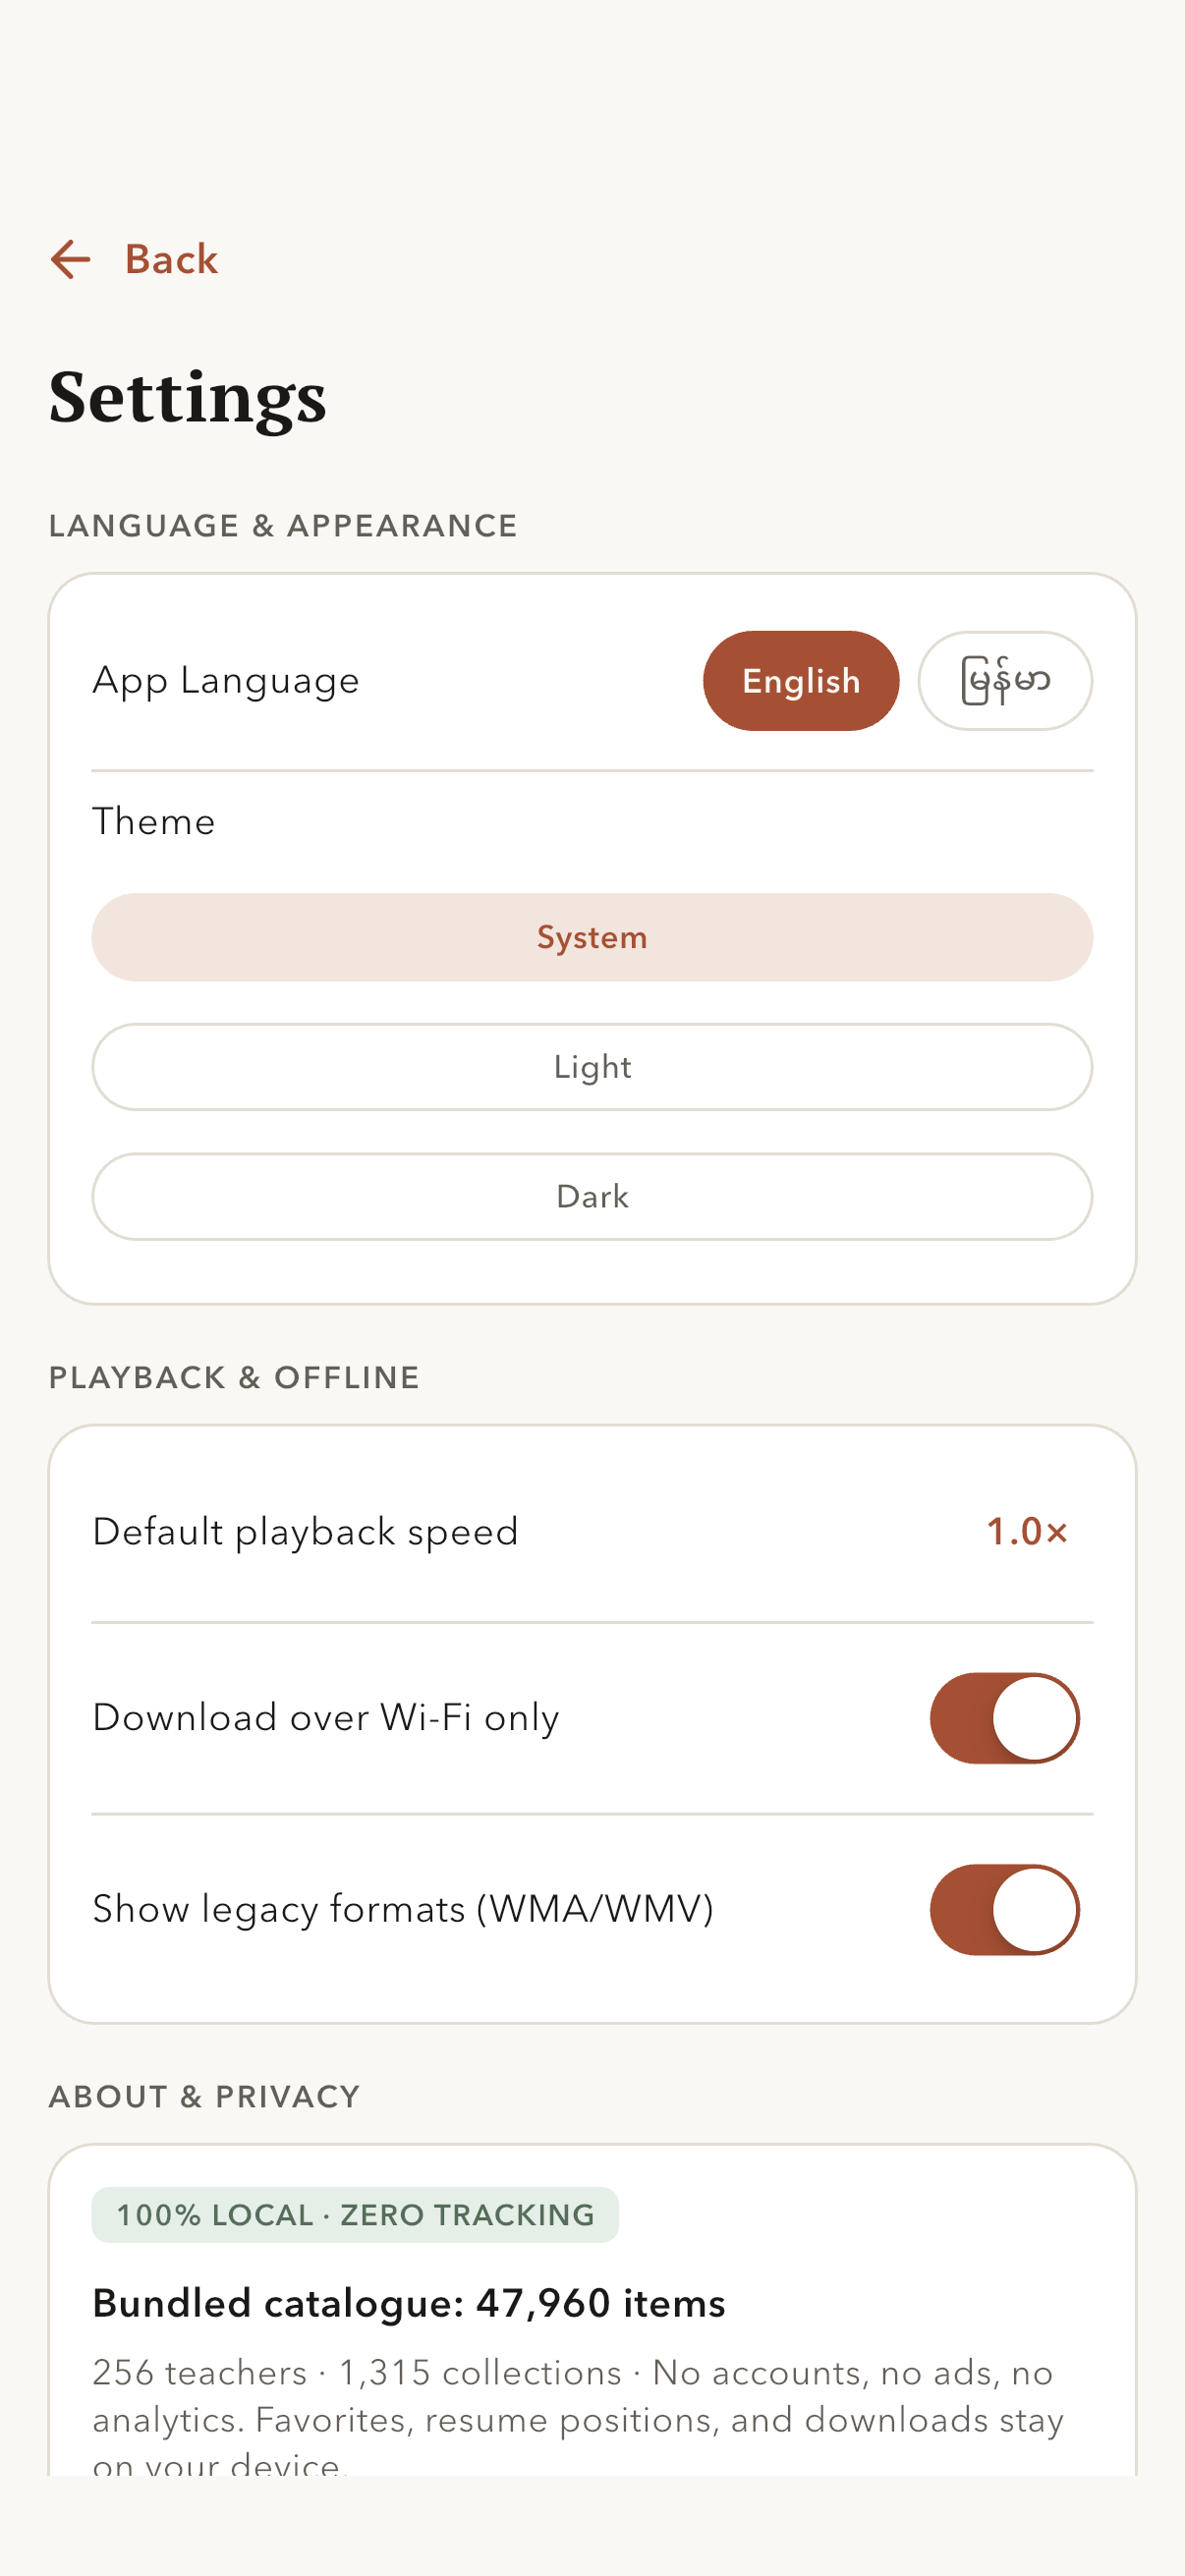 Back
Settings
LANGUAGE & APPEARANCE
App Language
English
မြန်မာ
Theme
System
Light
Dark
PLAYBACK & OFFLINE
Default playback speed
1.0×
Download over Wi-Fi only
Show legacy formats (WMA/WMV)
ABOUT & PRIVACY
100% LOCAL · ZERO TRACKING
Bundled catalogue: 47,960 items
256 teachers · 1,315 collections · No accounts, no ads, no
analytics. Favorites, resume positions, and downloads stay
on your device.